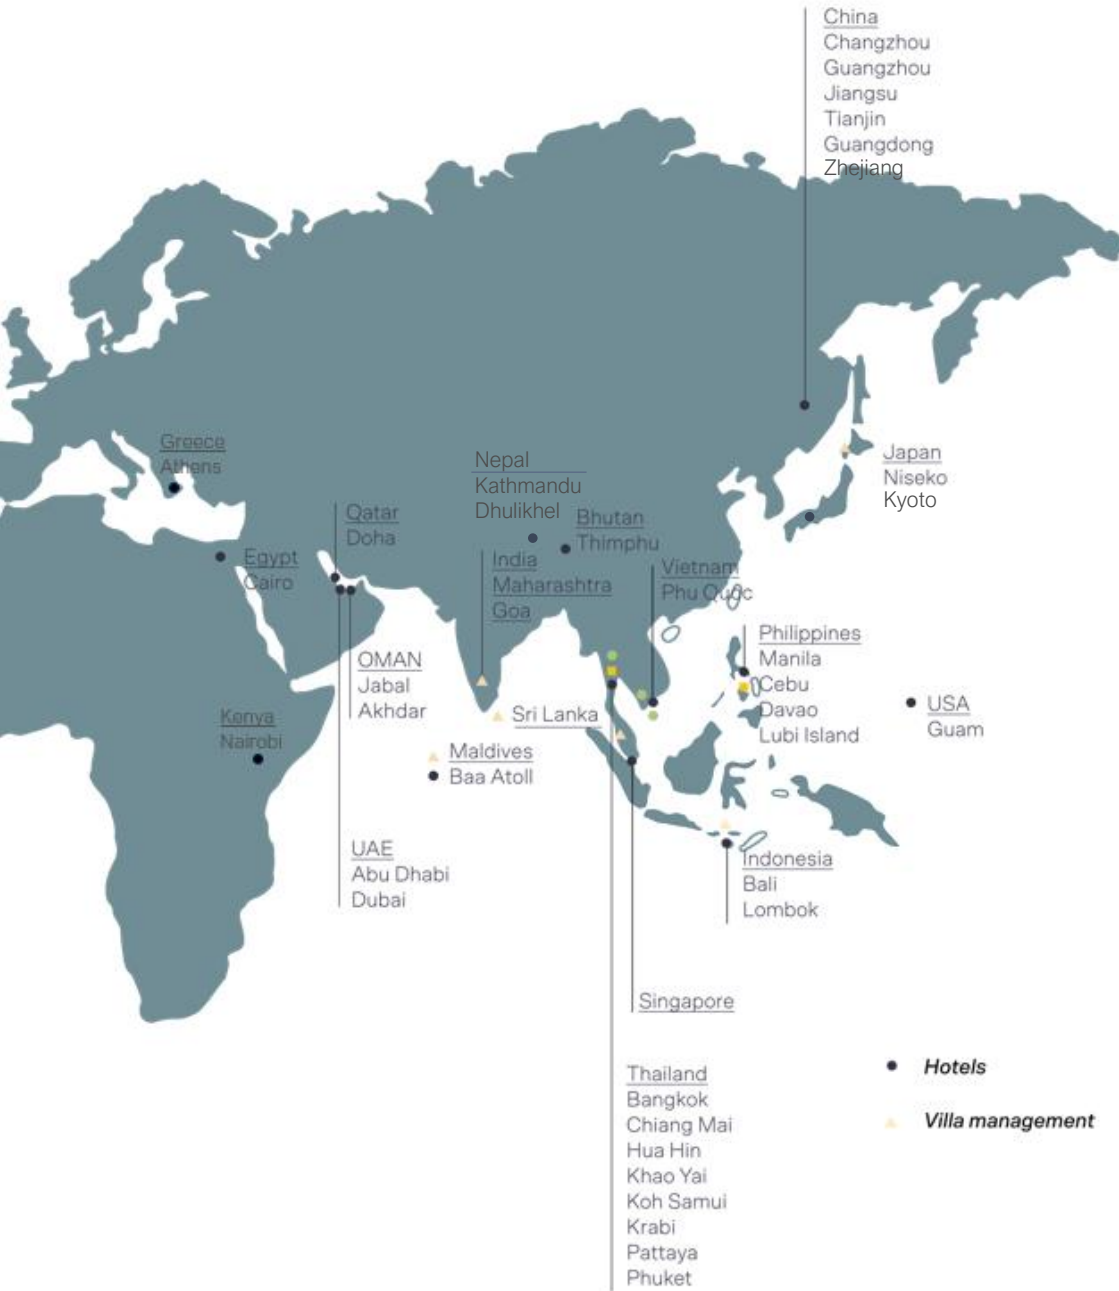 China
Changzhou
Guangzhou
Jiangsu
Tianjin
Guangdong
Zhejiang
Greece
Athens
Nepal
Kathmandu
Dhulikhel
Japan
Niseko
Kyoto
Qatar
Doha
Bhutan
Thimphu
Egypt
Cairo
India
Maharashtra
Goa
Vietnam
Phu Quoc
Philippines
Manila
Cebu
Davao
Lubi Island
OMAN
Jabal
Akhdar
USA
Guam
Kenya
Nairobi
Sri Lanka
Maldives
Baa Atoll
UAE
Abu Dhabi
Dubai
Indonesia
Bali
Lombok
Singapore
Thailand
Bangkok
Chiang Mai
Hua Hin
Khao Yai
Koh Samui
Krabi
Pattaya
Phuket
Hotels
Villa management